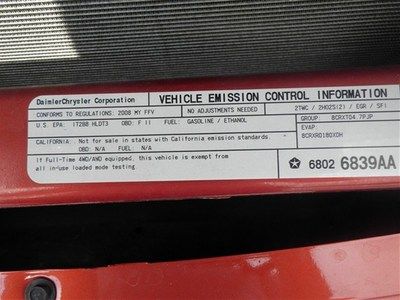 DaimlerChrysler Corporation VEHICLE EMISSION CONTROL INFORMATION
CONFORMS TO REGULATIONS: 2008 MY FFV NO ADJUSTMENTS NEEDED 2TWC / 2HO2S(2) / EGR / SFI
U.S. EPA: 1T2B8 HLDT3 OBD: F II FUEL: GASOLINE / ETHANOL GROUP: 8CRXT04.7PJP
EVAP: 8CRXR0180XDH
CALIFORNIA: Not for sale in states with California emission standards.
OBD: N/A FUEL: N/A
If Full-Time 4WD/AWD equipped, this vehicle is exempt from
all in-use loaded mode testing.
6802 6839AA